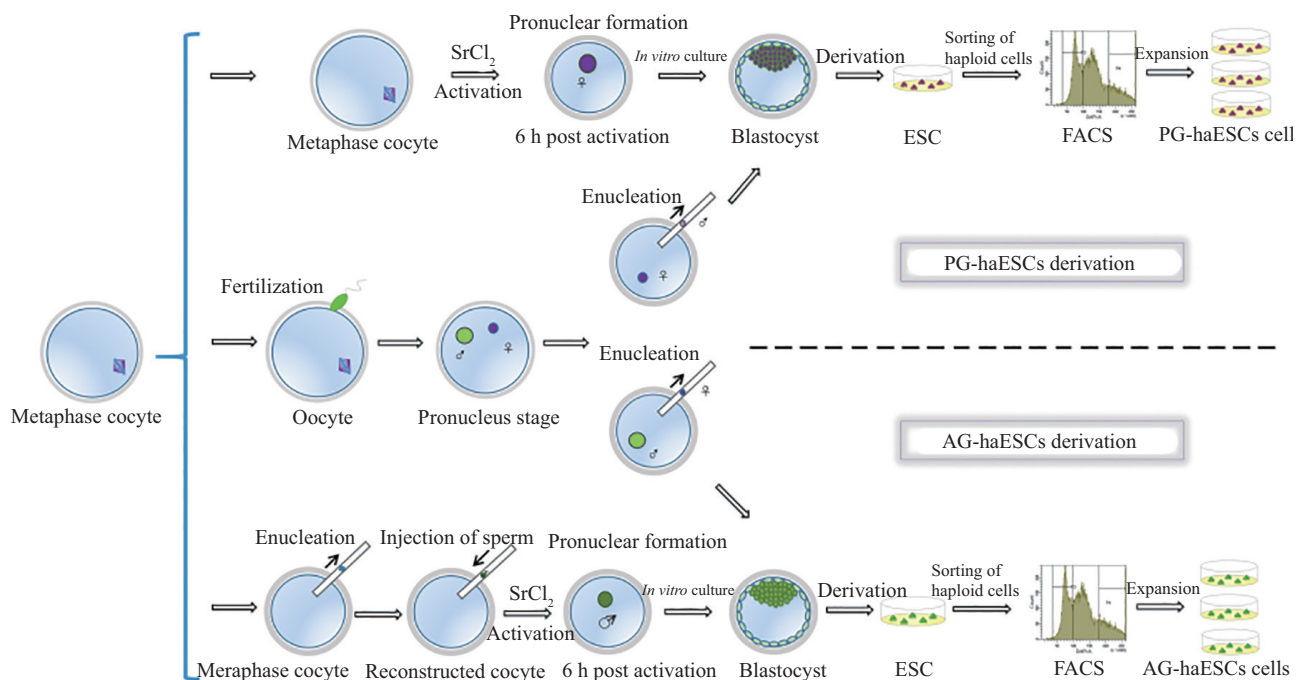 Pronuclear formation
SrCl2
Activation
In vitro culture
Derivation
Sorting of
haploid cells
Expansion
♀
Metaphase cocyte
6 h post activation
Blastocyst
ESC
FACS
PG-haESCs cell
Enucleation
♂
♀
PG-haESCs derivation
Fertilization
♂
♀
Metaphase cocyte
Oocyte
Pronucleus stage
Enucleation
♀
♂
AG-haESCs derivation
Enucleation
Injection of sperm
Pronuclear formation
SrCl2
Activation
In vitro culture
Derivation
Sorting of
haploid cells
Expansion
Meraphase cocyte
Reconstructed cocyte
6 h post activation
Blastocyst
ESC
FACS
AG-haESCs cells